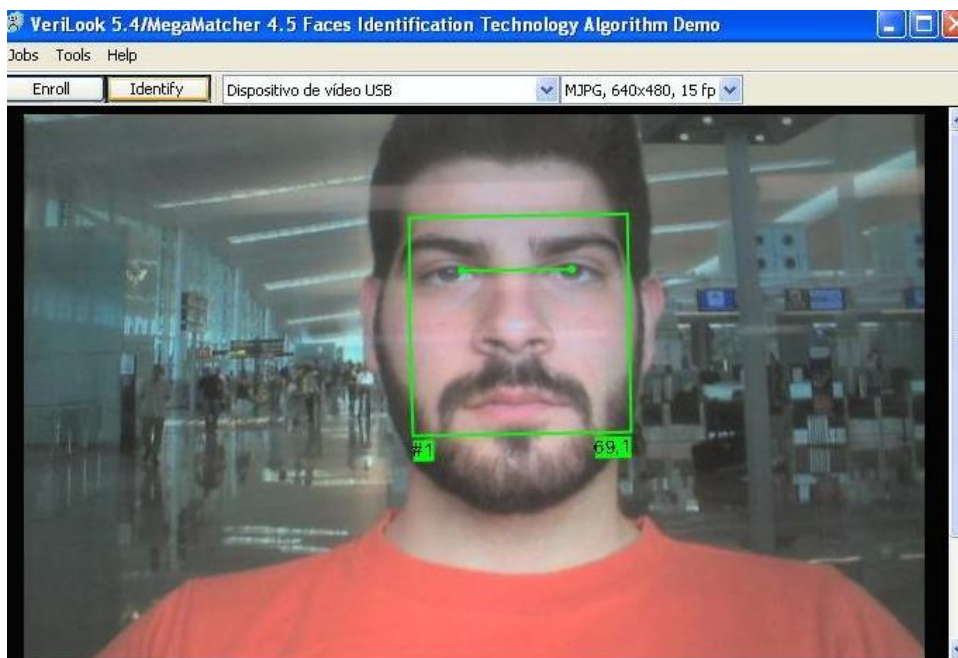 VeriLook 5.4/MegaMatcher 4.5 Faces Identification Technology Algorithm Demo
Jobs Tools Help
Enroll Identify Dispositivo de vídeo USB MJPG, 640x480, 15 fp
#1 69,1